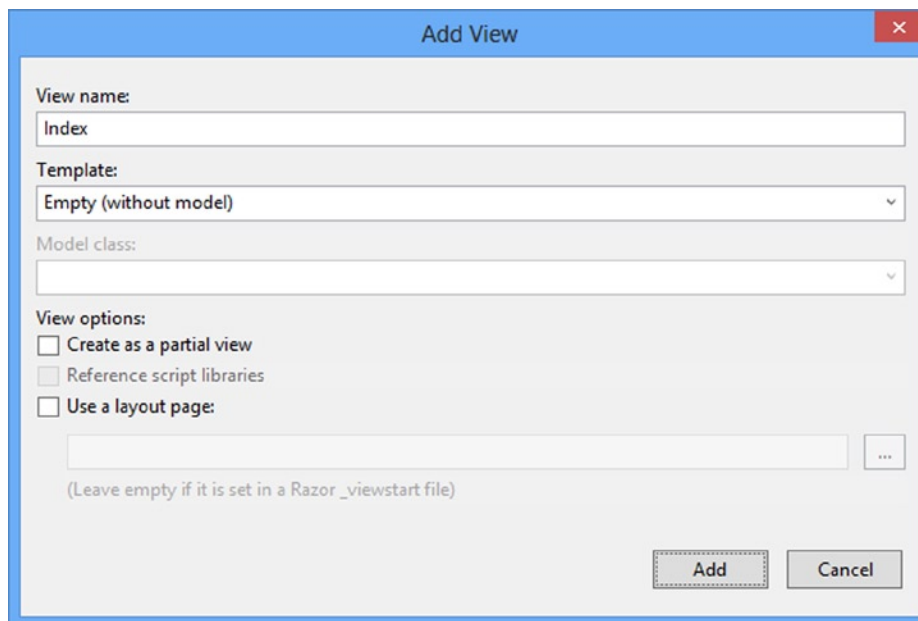 Add View
View name:
Index
Template:
Empty (without model)
Model class:
View options:
Create as a partial view
Reference script libraries
Use a layout page:
...
(Leave empty if it is set in a Razor _viewstart file)
Add Cancel